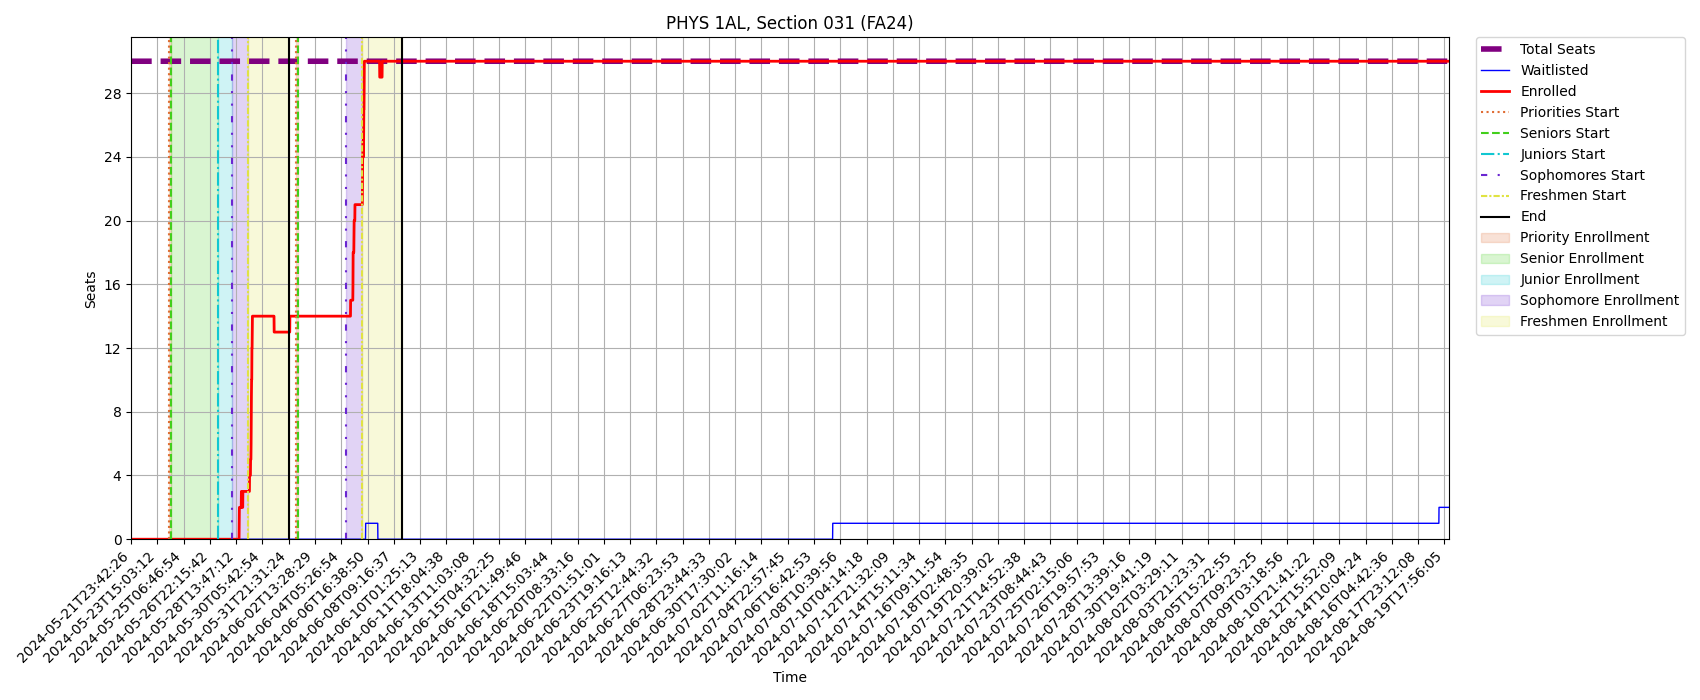 PHYS 1AL, Section 031 (FA24)
Total Seats
Waitlisted
Enrolled
Priorities Start
Seniors Start
Juniors Start
Sophomores Start
Freshmen Start
End
Priority Enrollment
Senior Enrollment
Junior Enrollment
Sophomore Enrollment
Freshmen Enrollment
Seats
28
24
20
16
12
8
4
0
2024-05-21T23:42:26
2024-05-23T15:03:12
2024-05-25T06:46:54
2024-05-26T22:15:42
2024-05-28T13:47:12
2024-05-30T05:42:54
2024-05-31T21:31:24
2024-06-02T13:28:29
2024-06-04T05:26:54
2024-06-06T16:38:50
2024-06-08T09:16:37
2024-06-10T01:25:13
2024-06-11T18:04:38
2024-06-13T11:03:08
2024-06-15T04:32:25
2024-06-16T21:49:46
2024-06-18T15:03:44
2024-06-20T08:33:16
2024-06-22T01:51:01
2024-06-23T19:16:13
2024-06-25T12:44:32
2024-06-27T06:23:53
2024-06-28T23:44:33
2024-06-30T17:30:02
2024-07-02T11:16:14
2024-07-04T22:57:45
2024-07-06T16:42:53
2024-07-08T10:39:56
2024-07-10T04:14:18
2024-07-12T21:32:09
2024-07-14T15:11:34
2024-07-16T09:11:54
2024-07-18T02:48:35
2024-07-19T20:39:02
2024-07-21T14:52:38
2024-07-23T08:44:43
2024-07-25T02:15:06
2024-07-26T19:57:53
2024-07-28T13:39:16
2024-07-30T19:41:19
2024-08-02T03:29:11
2024-08-03T21:23:31
2024-08-05T15:22:55
2024-08-07T09:23:25
2024-08-09T03:18:56
2024-08-10T21:41:22
2024-08-12T15:52:09
2024-08-14T10:04:24
2024-08-16T04:42:36
2024-08-17T23:12:08
2024-08-19T17:56:05
Time